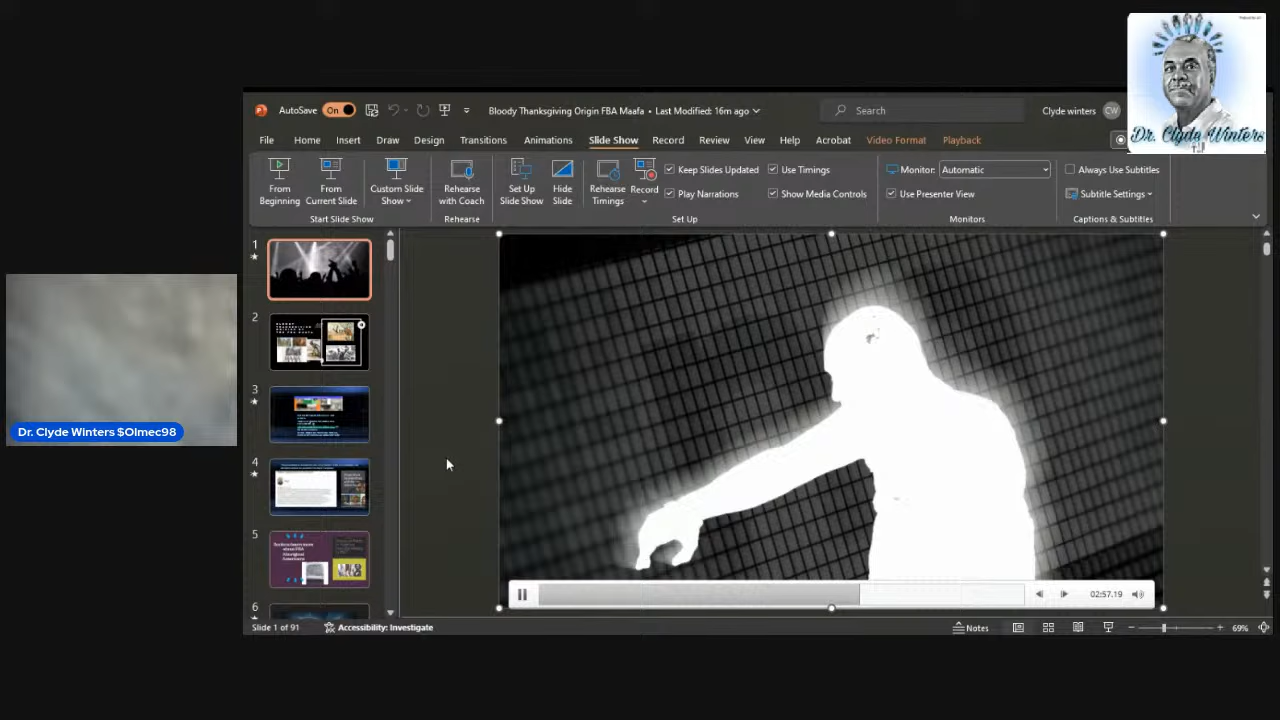 Dr. Clyde Winters
AutoSave On Bloody Thanksgiving Origin FBA Maafa • Last Modified: 16m ago Search Clyde winters CW
File Home Insert Draw Design Transitions Animations Slide Show Record Review View Help Acrobat Video Format Playback
From Beginning
From Current Slide
Custom Slide Show
Start Slide Show
Rehearse with Coach
Rehearse
Set Up Slide Show
Hide Slide
Rehearse Timings
Record
Keep Slides Updated
Play Narrations
Use Timings
Show Media Controls
Set Up
Monitor: Automatic
Use Presenter View
Monitors
Always Use Subtitles
Subtitle Settings
Captions & Subtitles
1
2
3
4
5
6
Dr. Clyde Winters $Olmec98
02:57.19
Slide 1 of 91 Accessibility: Investigate Notes 69%